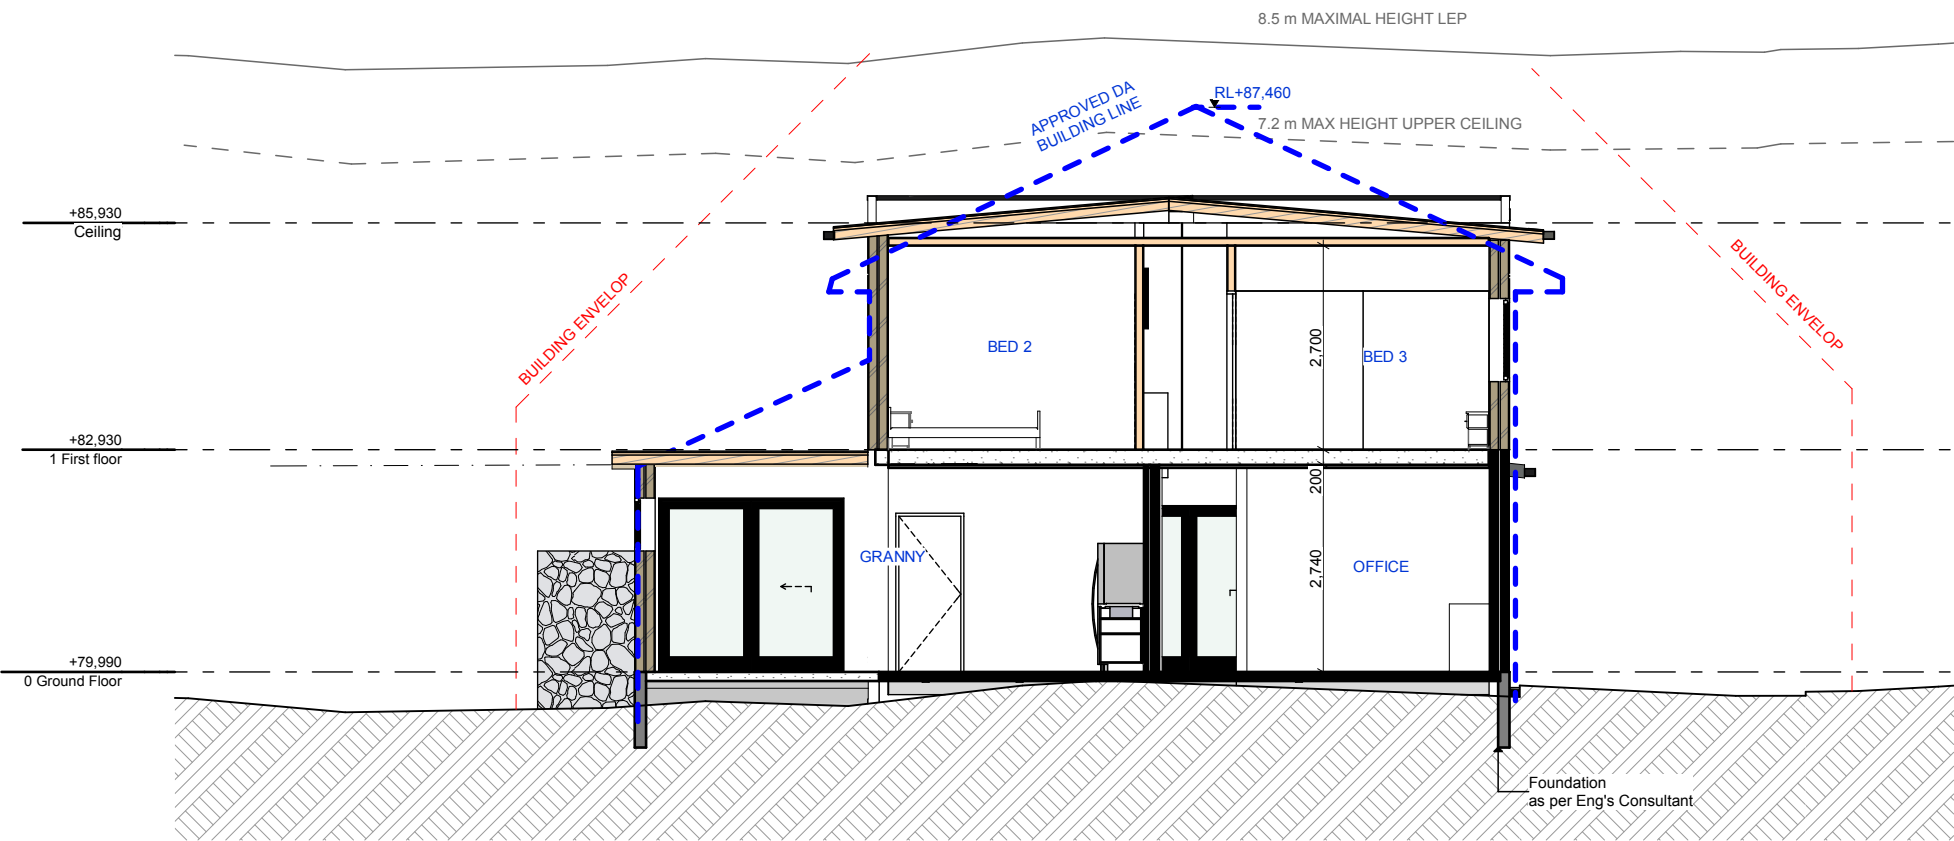 8.5 m MAXIMAL HEIGHT LEP
APPROVED DA
BUILDING LINE
RL+87,460
7.2 m MAX HEIGHT UPPER CEILING
+85,930
Ceiling
BUILDING ENVELOP
BUILDING ENVELOP
BED 2
2,700
BED 3
+82,930
1 First floor
200
GRANNY
2,740
OFFICE
+79,990
0 Ground Floor
Foundation
as per Eng's Consultant